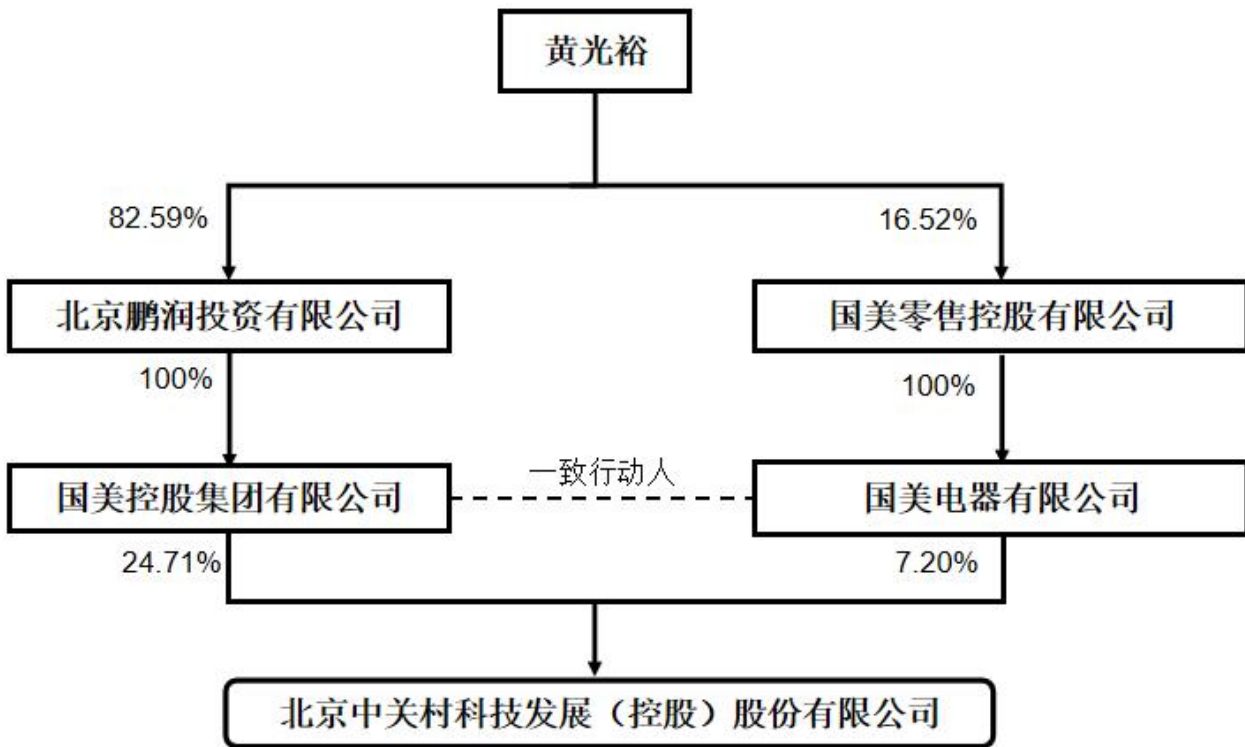 黄光裕
82.59%
16.52%
北京鹏润投资有限公司
国美零售控股有限公司
100%
100%
一致行动人
国美控股集团有限公司
国美电器有限公司
24.71%
7.20%
北京中关村科技发展（控股）股份有限公司